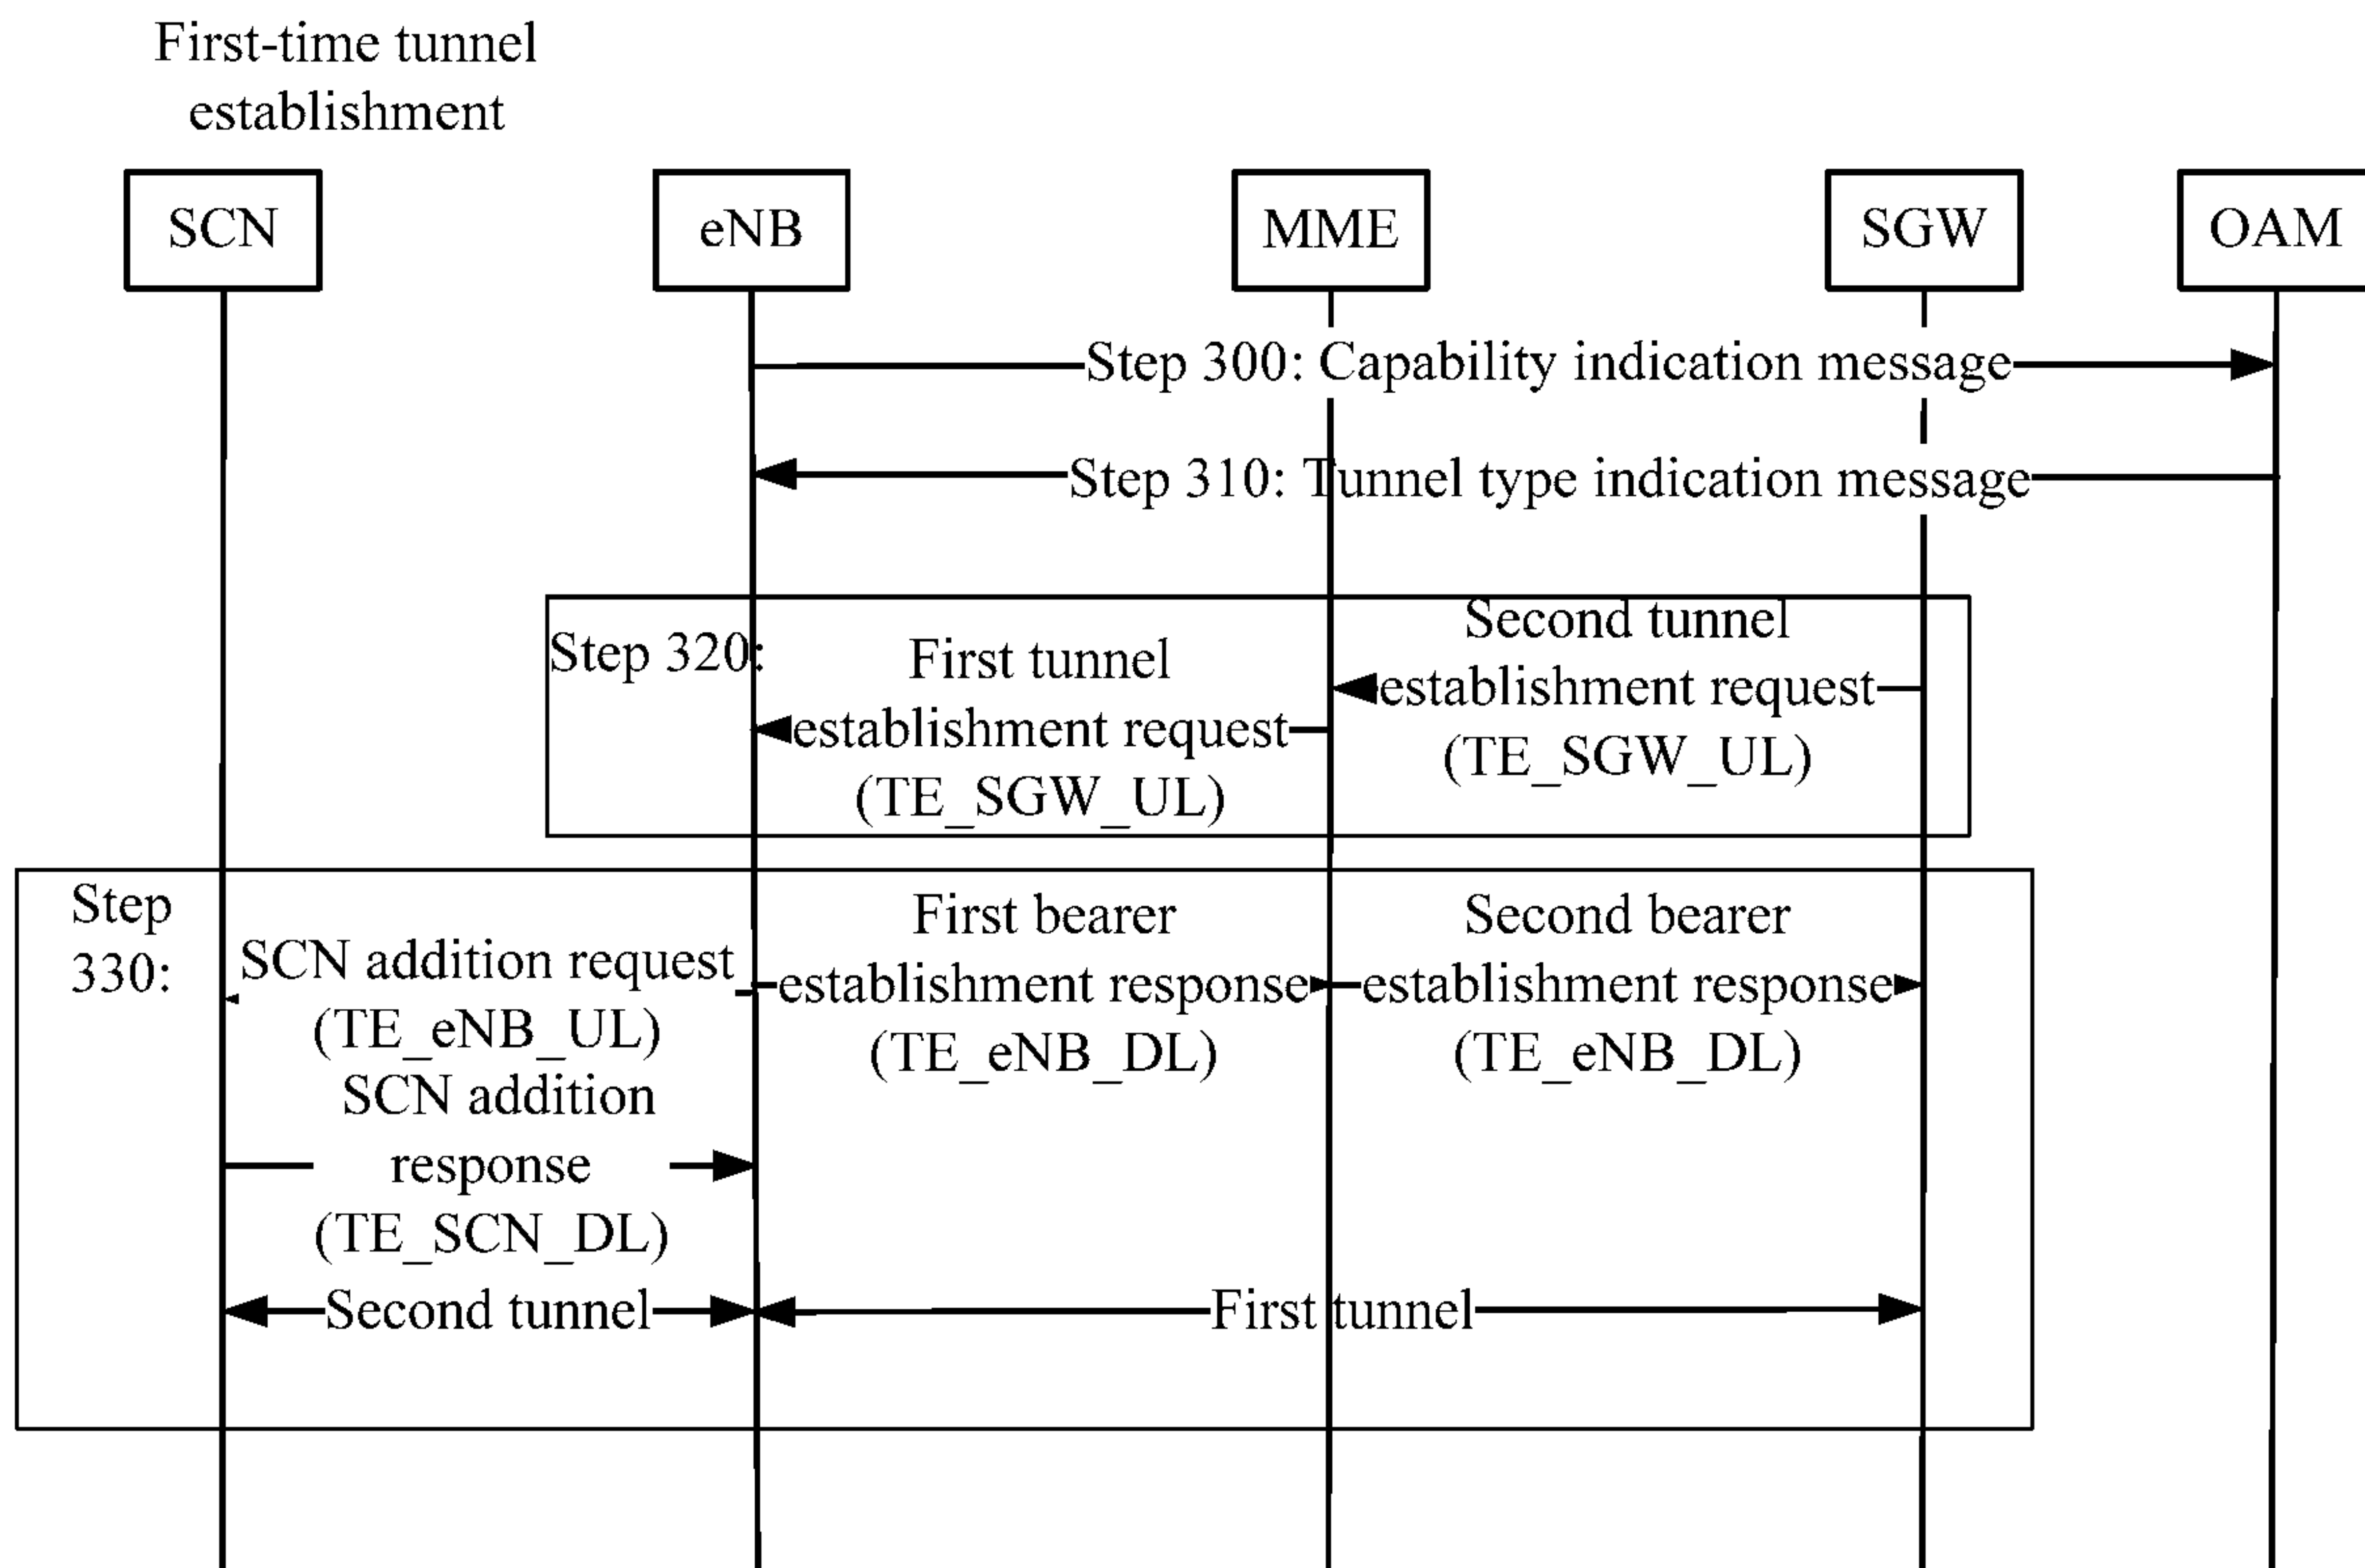 First-time tunnel
establishment
SCN
eNB
MME
SGW
OAM
Step 300: Capability indication message
Step 310: Tunnel type indication message
Step 320:
First tunnel
establishment request
(TE_SGW_UL)
Second tunnel
establishment request
(TE_SGW_UL)
Step
330:
SCN addition request
(TE_eNB_UL)
First bearer
establishment response
(TE_eNB_DL)
Second bearer
establishment response
(TE_eNB_DL)
SCN addition
response
(TE_SCN_DL)
Second tunnel
First tunnel